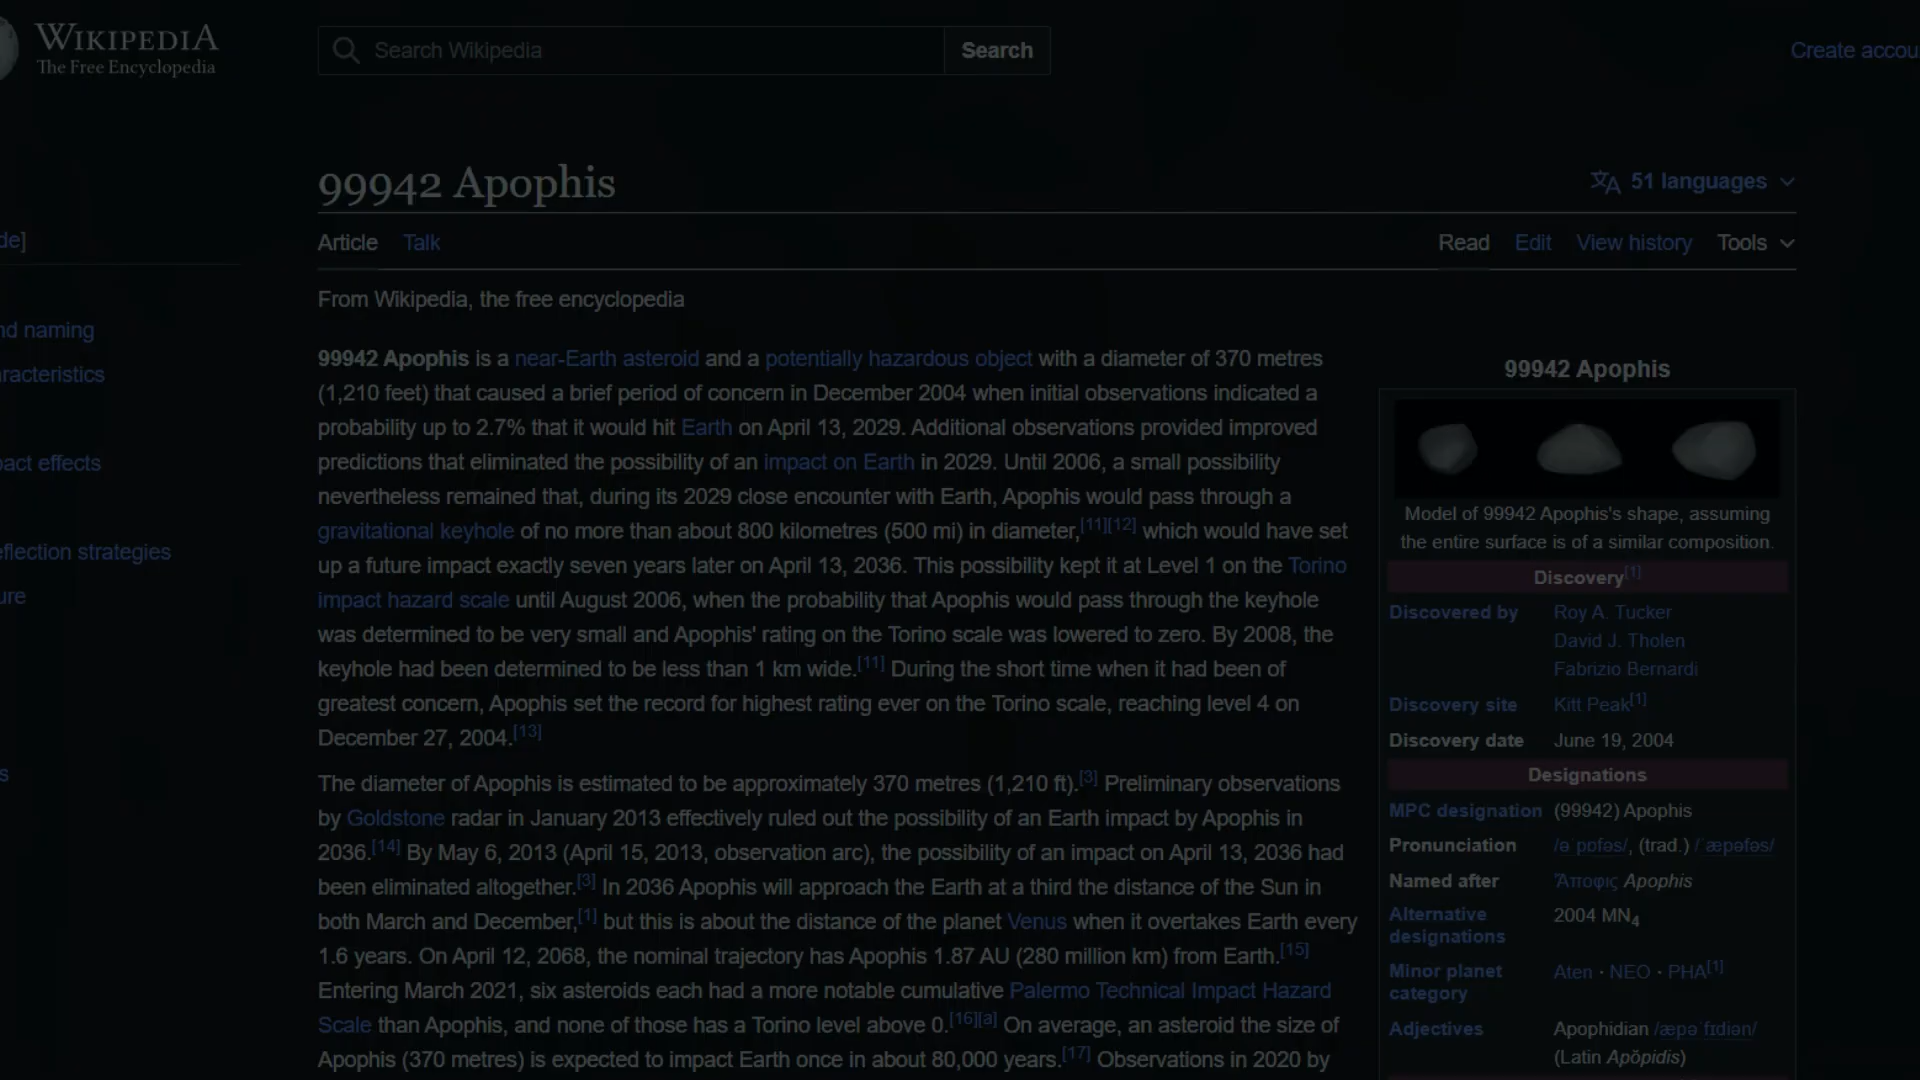 WIKIPEDIA
The Free Encyclopedia
Search Wikipedia
Search
Create accou
99942 Apophis
51 languages
Article Talk
Read Edit View history Tools
From Wikipedia, the free encyclopedia
de]
nd naming
aracteristics
pact effects
eflection strategies
ure
s
99942 Apophis is a near-Earth asteroid and a potentially hazardous object with a diameter of 370 metres
(1,210 feet) that caused a brief period of concern in December 2004 when initial observations indicated a
probability up to 2.7% that it would hit Earth on April 13, 2029. Additional observations provided improved
predictions that eliminated the possibility of an impact on Earth in 2029. Until 2006, a small possibility
nevertheless remained that, during its 2029 close encounter with Earth, Apophis would pass through a
gravitational keyhole of no more than about 800 kilometres (500 mi) in diameter,[11][12] which would have set
up a future impact exactly seven years later on April 13, 2036. This possibility kept it at Level 1 on the Torino
impact hazard scale until August 2006, when the probability that Apophis would pass through the keyhole
was determined to be very small and Apophis' rating on the Torino scale was lowered to zero. By 2008, the
keyhole had been determined to be less than 1 km wide.[11] During the short time when it had been of
greatest concern, Apophis set the record for highest rating ever on the Torino scale, reaching level 4 on
December 27, 2004.[13]
The diameter of Apophis is estimated to be approximately 370 metres (1,210 ft).[3] Preliminary observations
by Goldstone radar in January 2013 effectively ruled out the possibility of an Earth impact by Apophis in
2036.[14] By May 6, 2013 (April 15, 2013, observation arc), the possibility of an impact on April 13, 2036 had
been eliminated altogether.[3] In 2036 Apophis will approach the Earth at a third the distance of the Sun in
both March and December,[1] but this is about the distance of the planet Venus when it overtakes Earth every
1.6 years. On April 12, 2068, the nominal trajectory has Apophis 1.87 AU (280 million km) from Earth.[15]
Entering March 2021, six asteroids each had a more notable cumulative Palermo Technical Impact Hazard
Scale than Apophis, and none of those has a Torino level above 0.[16][a] On average, an asteroid the size of
Apophis (370 metres) is expected to impact Earth once in about 80,000 years.[17] Observations in 2020 by
99942 Apophis
Model of 99942 Apophis's shape, assuming
the entire surface is of a similar composition.
Discovery[1]
Discovered by Roy A. Tucker
David J. Tholen
Fabrizio Bernardi
Discovery site Kitt Peak[1]
Discovery date June 19, 2004
Designations
MPC designation (99942) Apophis
Pronunciation /əˈpɒfəs/, (trad.) /ˈæpəfəs/
Named after Ἄποφις Apophis
Alternative designations 2004 MN4
Minor planet category Aten · NEO · PHA[1]
Adjectives Apophidian /æpəˈfɪdiən/
(Latin Apŏpidis)